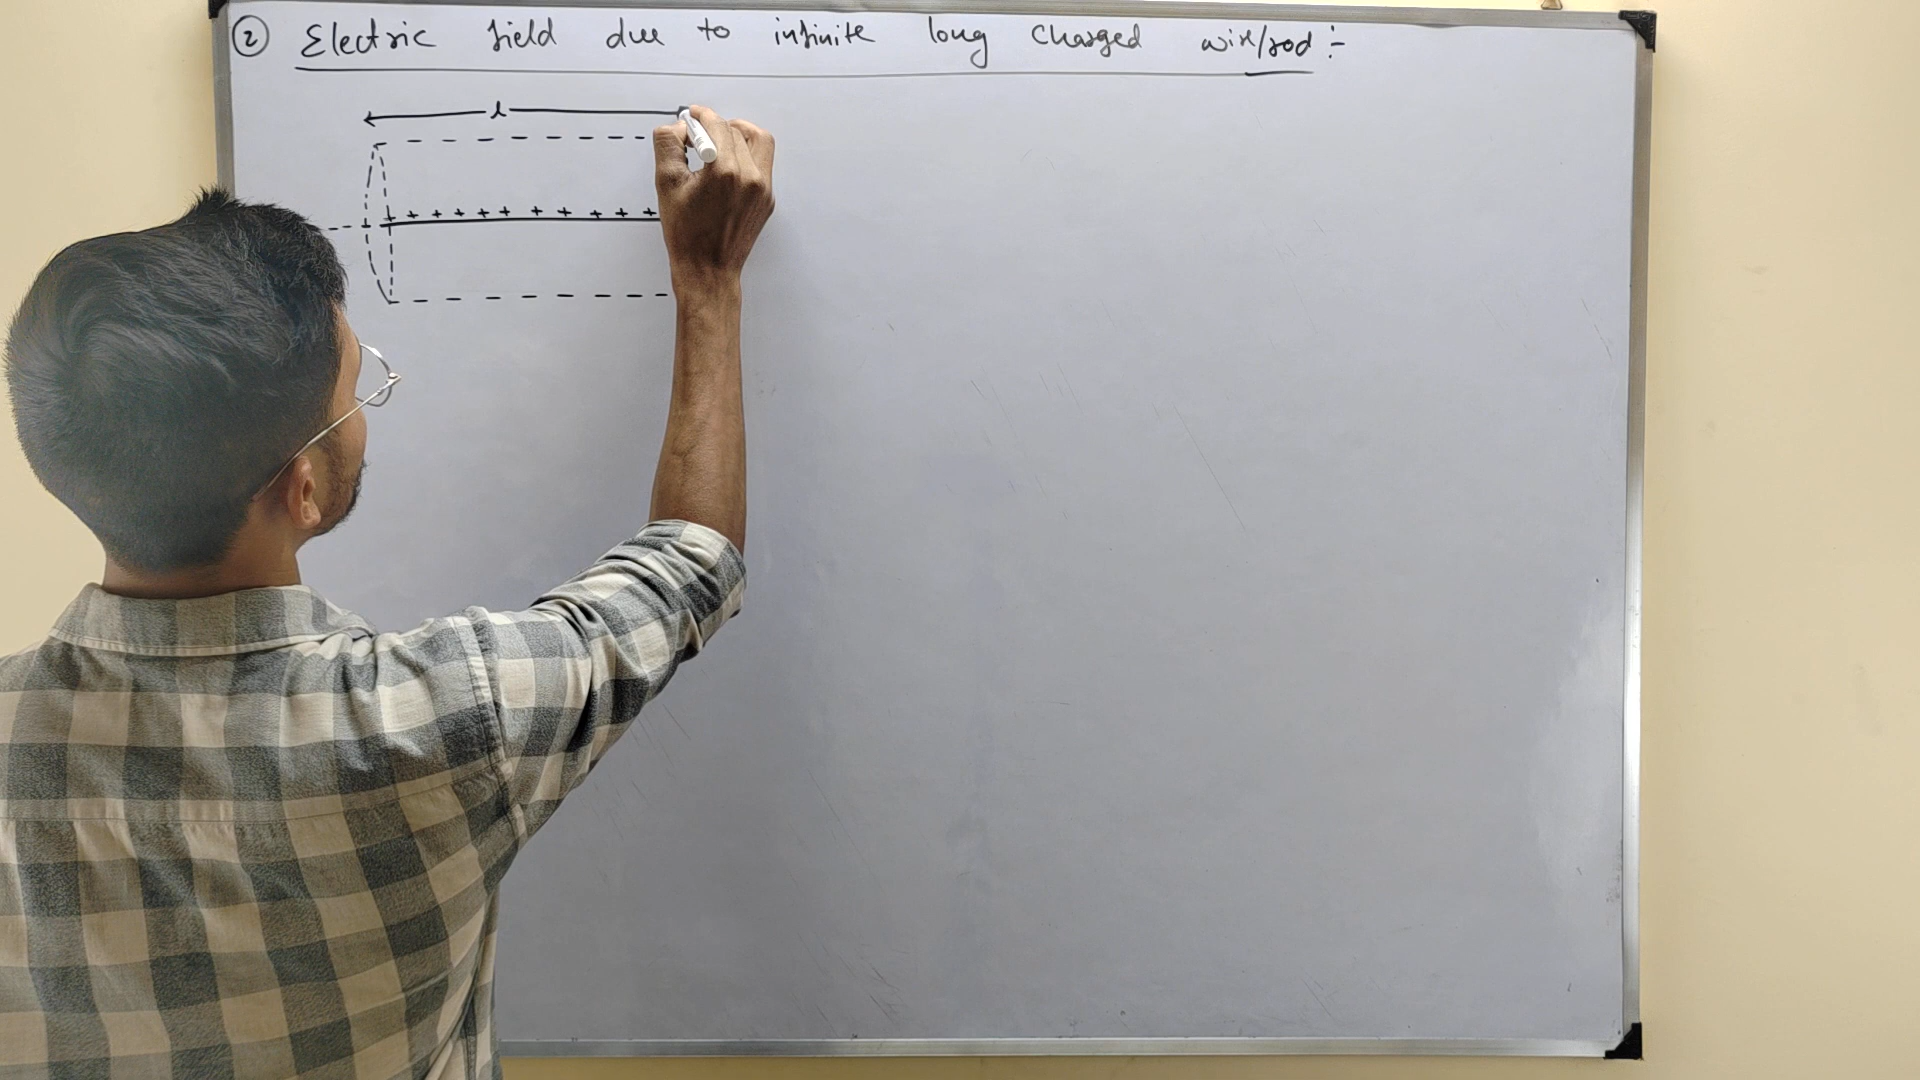 ② Electric field due to infinite long charged wire/rod :-
l
+ + + + + + + + + + +